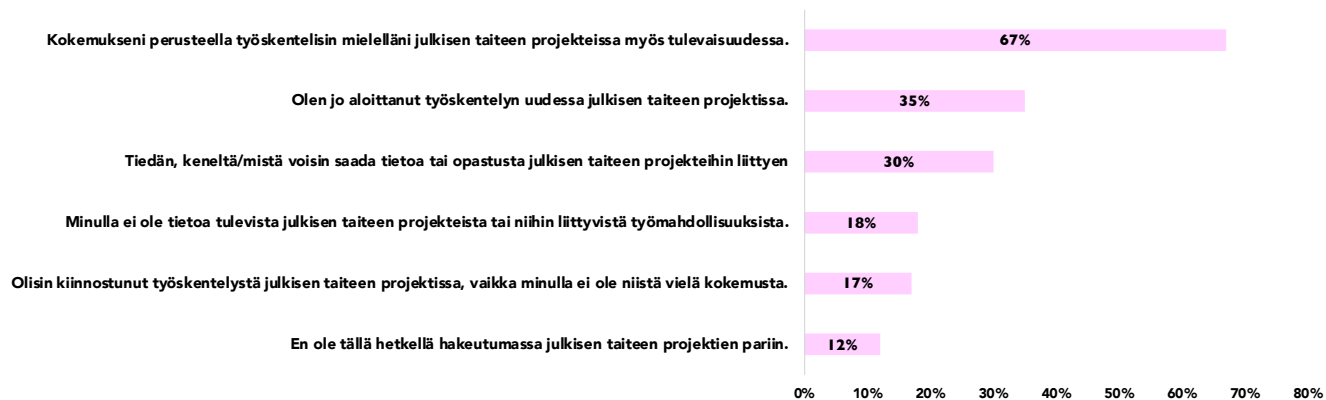 Kokemukseni perusteella työskentelisin mielelläni julkisen taiteen projekteissa myös tulevaisuudessa.
67%
Olen jo aloittanut työskentelyn uudessa julkisen taiteen projektissa.
35%
Tiedän, keneltä/mistä voisin saada tietoa tai opastusta julkisen taiteen projekteihin liittyen
30%
Minulla ei ole tietoa tulevista julkisen taiteen projekteista tai niihin liittyvistä työmahdollisuuksista.
18%
Olisin kiinnostunut työskentelystä julkisen taiteen projektissa, vaikka minulla ei ole niistä vielä kokemusta.
17%
En ole tällä hetkellä hakeutumassa julkisen taiteen projektien pariin.
12%
0% 10% 20% 30% 40% 50% 60% 70% 80%